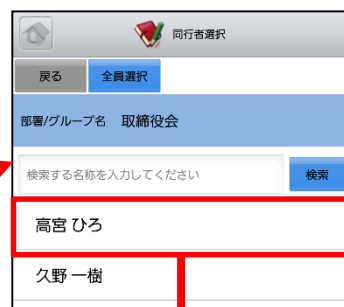 同行者選択
戻る 全員選択
部署/グループ名 取締役会
検索する名称を入力してください 検索
高宮 ひろ
久野 一樹